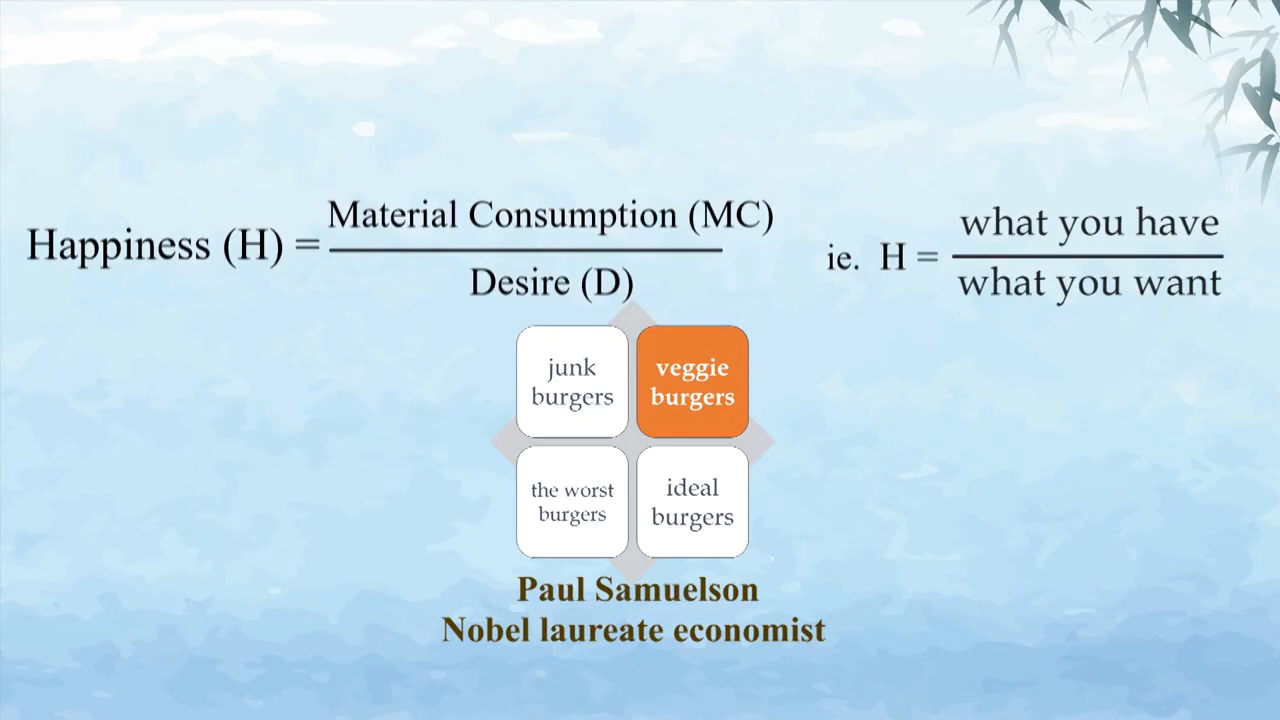 Happiness (H) = Material Consumption (MC) / Desire (D)
ie. H = what you have / what you want
junk
burgers
veggie
burgers
the worst
burgers
ideal
burgers
Paul Samuelson
Nobel laureate economist